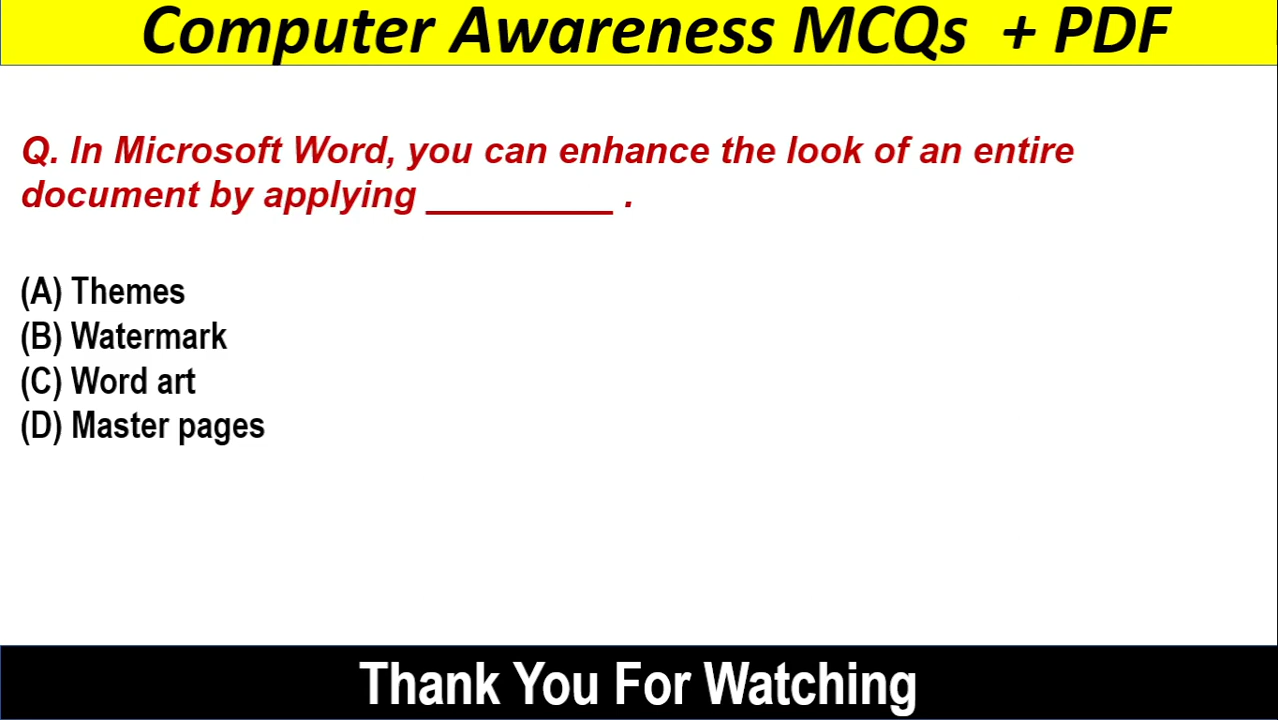 Computer Awareness MCQs + PDF
Q. In Microsoft Word, you can enhance the look of an entire
document by applying _________ .
(A) Themes
(B) Watermark
(C) Word art
(D) Master pages
Thank You For Watching